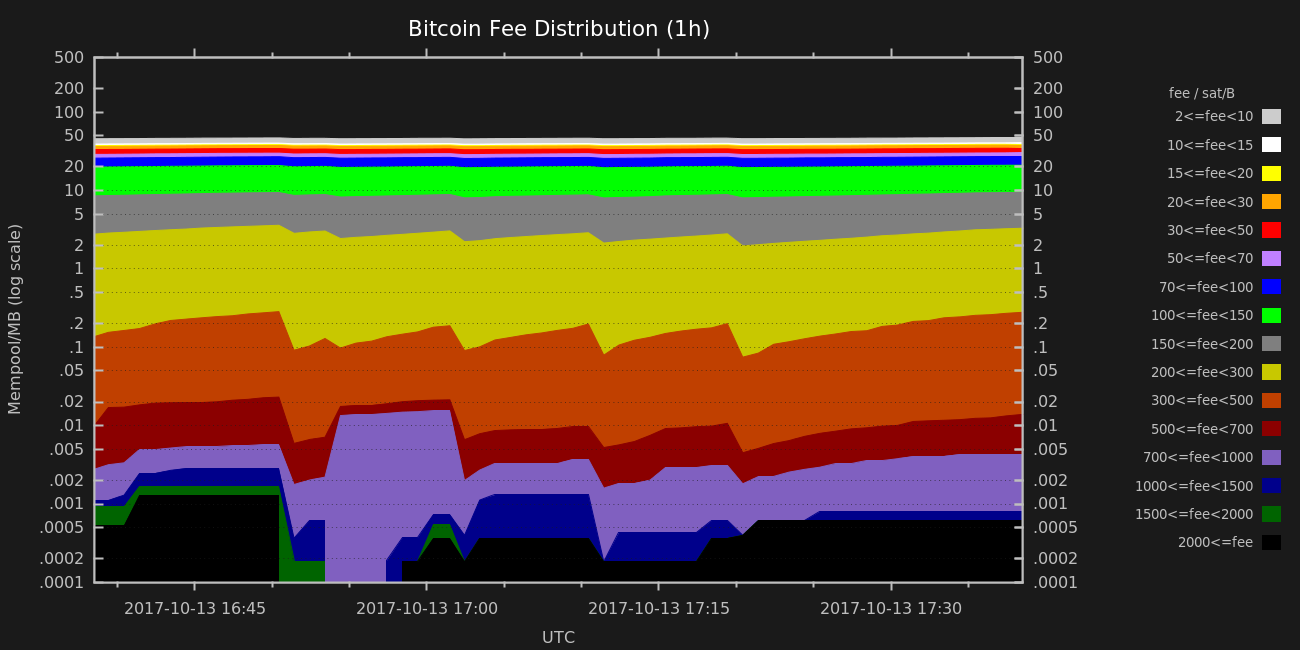 Bitcoin Fee Distribution (1h)
500
200
100
50
20
10
5
2
1
.5
.2
.1
.05
.02
.01
.005
.002
.001
.0005
.0002
.0001
Mempool/MB (log scale)
500
200
100
50
20
10
5
2
1
.5
.2
.1
.05
.02
.01
.005
.002
.001
.0005
.0002
.0001
2017-10-13 16:45
2017-10-13 17:00
2017-10-13 17:15
2017-10-13 17:30
UTC
fee / sat/B
2<=fee<10
10<=fee<15
15<=fee<20
20<=fee<30
30<=fee<50
50<=fee<70
70<=fee<100
100<=fee<150
150<=fee<200
200<=fee<300
300<=fee<500
500<=fee<700
700<=fee<1000
1000<=fee<1500
1500<=fee<2000
2000<=fee